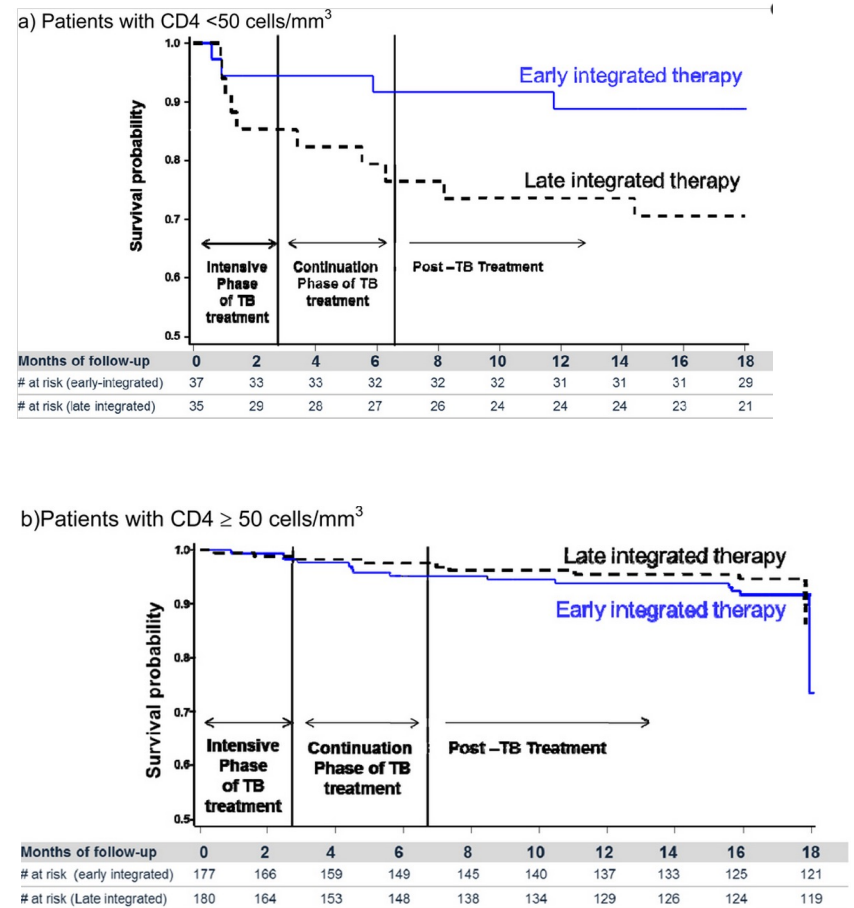 a) Patients with CD4 <50 cells/mm3
1.0
0.9
0.8
0.7
0.6
0.5
Survival probability
Early integrated therapy
Late integrated therapy
Intensive
Phase
of TB
treatment
Continuation
Phase of TB
treatment
Post –TB Treatment
Months of follow-up 0 2 4 6 8 10 12 14 16 18
# at risk (early-integrated) 37 33 33 32 32 32 31 31 31 29
# at risk (late integrated) 35 29 28 27 26 24 24 24 23 21
b)Patients with CD4 ≥ 50 cells/mm3
1.0
0.9
0.8
0.7
0.6
0.5
Survival probability
Late integrated therapy
Early integrated therapy
Intensive
Phase
of TB
treatment
Continuation
Phase of TB
treatment
Post –TB Treatment
Months of follow-up 0 2 4 6 8 10 12 14 16 18
# at risk (early integrated) 177 166 159 149 145 140 137 133 125 121
# at risk (Late integrated) 180 164 153 148 138 134 129 126 124 119